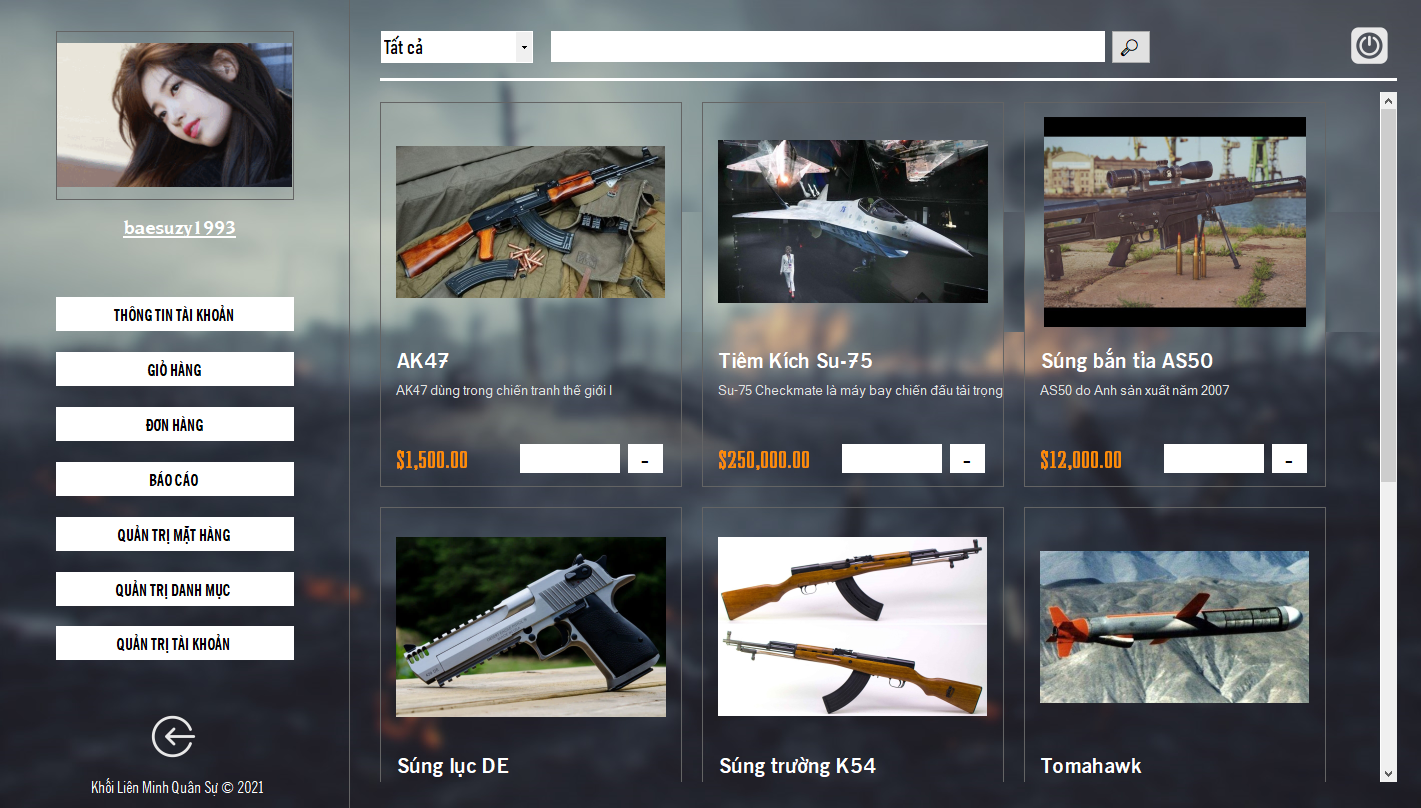 baesuzy1993
THÔNG TIN TÀI KHOẢN
GIỎ HÀNG
ĐƠN HÀNG
BÁO CÁO
QUẢN TRỊ MẶT HÀNG
QUẢN TRỊ DANH MỤC
QUẢN TRỊ TÀI KHOẢN
Khối Liên Minh Quân Sự © 2021
Tất cả
AK47
AK47 dùng trong chiến tranh thế giới I
$1,500.00
-
Tiêm Kích Su-75
Su-75 Checkmate là máy bay chiến đấu tải trọng
$250,000.00
-
Súng bắn tỉa AS50
AS50 do Anh sản xuất năm 2007
$12,000.00
-
Súng lục DE
Súng trường K54
Tomahawk